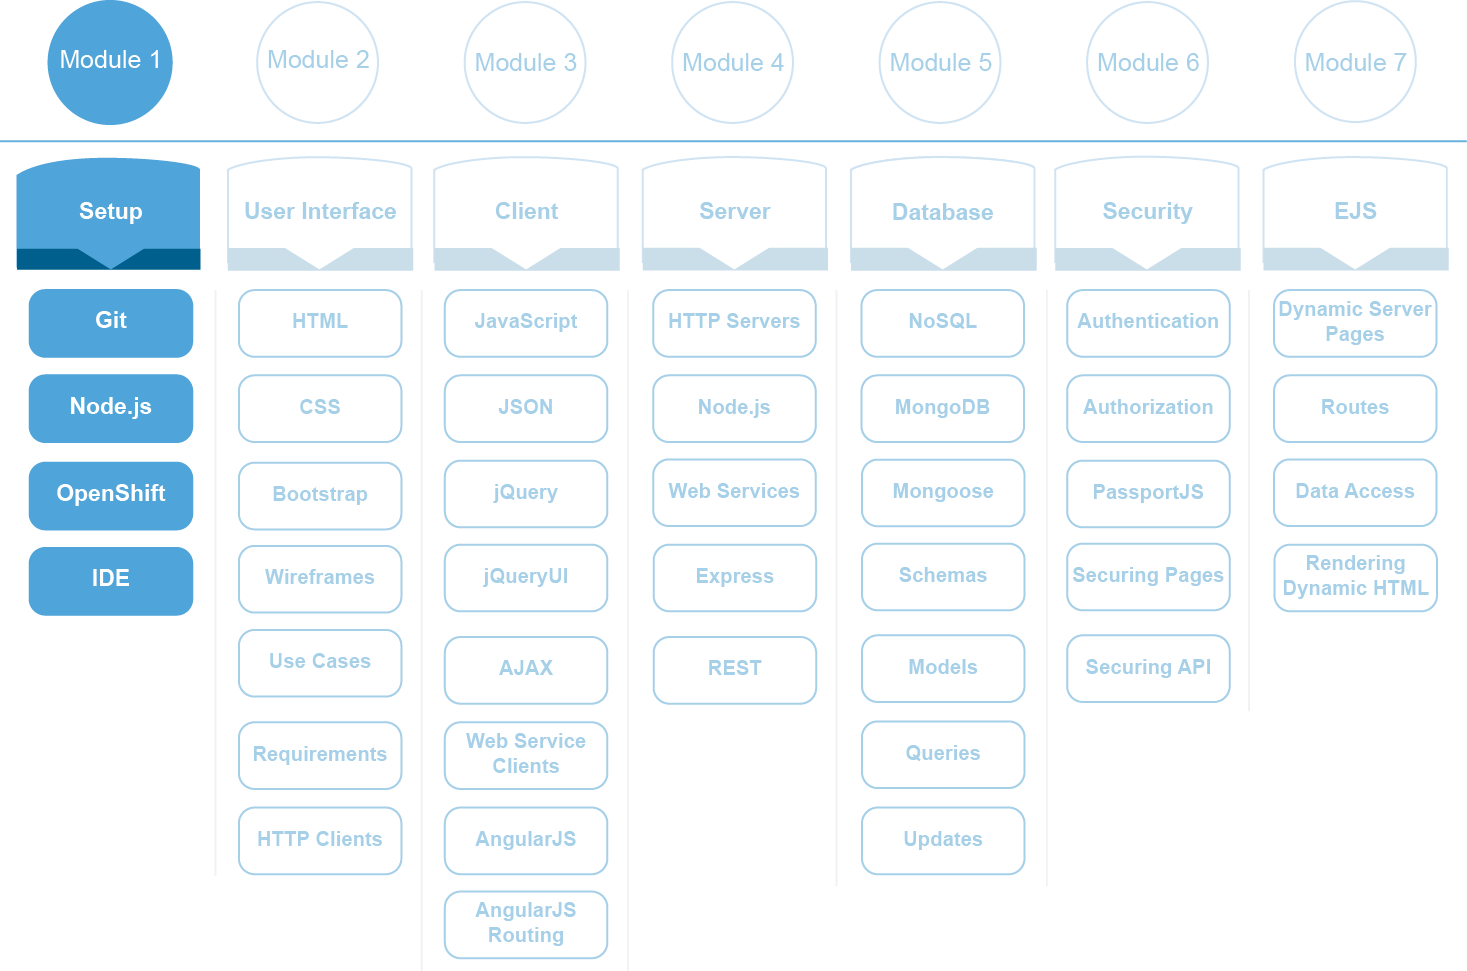 Module 1
Module 2
Module 3
Module 4
Module 5
Module 6
Module 7
Setup
User Interface
Client
Server
Database
Security
EJS
Git
Node.js
OpenShift
IDE
HTML
CSS
Bootstrap
Wireframes
Use Cases
Requirements
HTTP Clients
JavaScript
JSON
jQuery
jQueryUI
AJAX
Web Service
Clients
AngularJS
AngularJS
Routing
HTTP Servers
Node.js
Web Services
Express
REST
NoSQL
MongoDB
Mongoose
Schemas
Models
Queries
Updates
Authentication
Authorization
PassportJS
Securing Pages
Securing API
Dynamic Server
Pages
Routes
Data Access
Rendering
Dynamic HTML